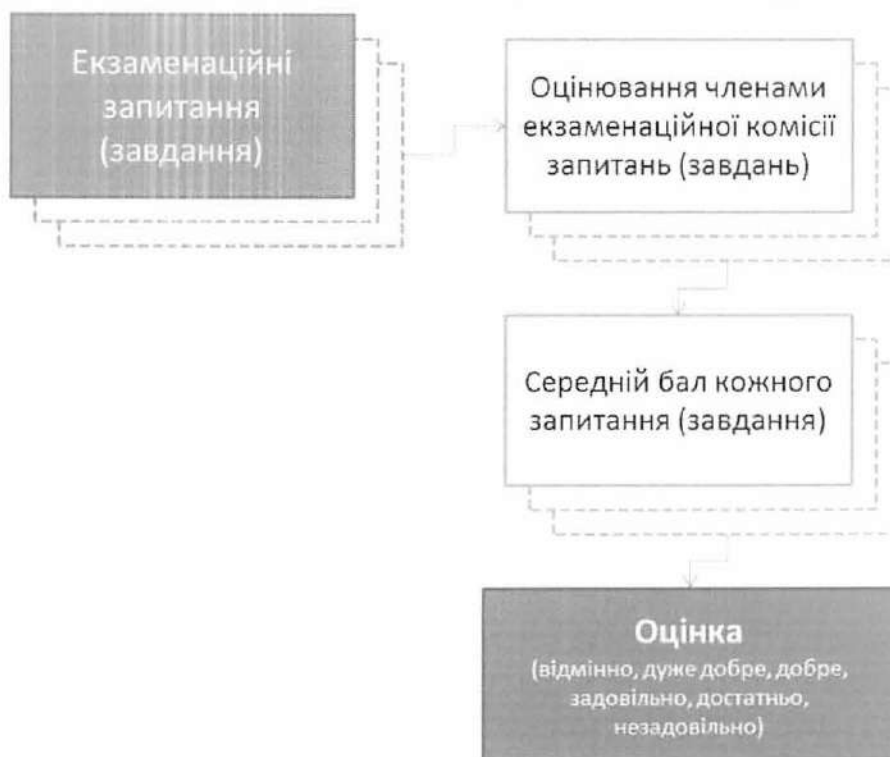 Екзаменаційні
запитання
(завдання)
Оцінювання членами
екзаменаційної комісії
запитань (завдань)
Середній бал кожного
запитання (завдання)
Оцінка
(відмінно, дуже добре, добре,
задовільно, достатньо,
незадовільно)